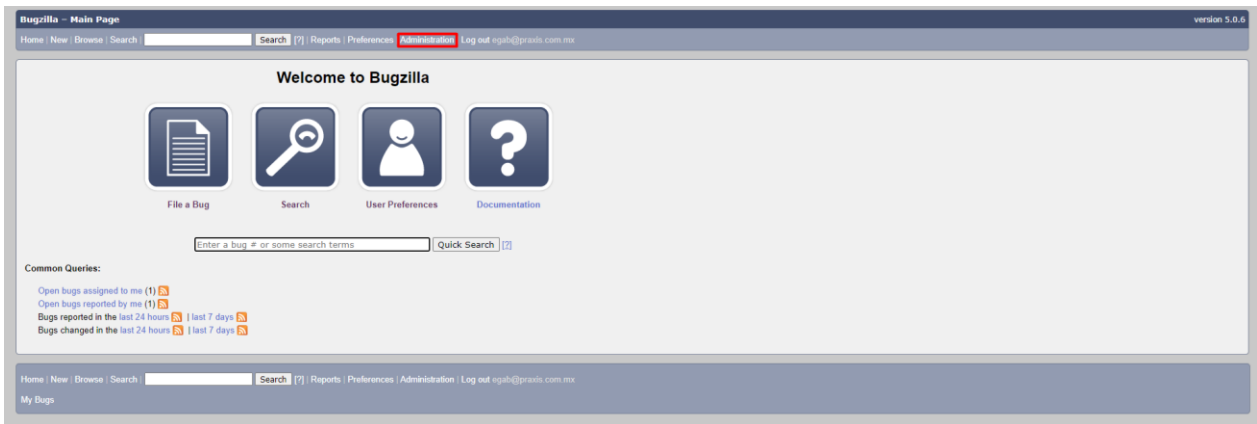 Bugzilla – Main Page version 5.0.6
Home | New | Browse | Search | Search [?] | Reports | Preferences Administration Log out egab@praxis.com.mx
Welcome to Bugzilla
File a Bug Search User Preferences Documentation
Enter a bug # or some search terms Quick Search [?]
Common Queries:
Open bugs assigned to me (1)
Open bugs reported by me (1)
Bugs reported in the last 24 hours | last 7 days
Bugs changed in the last 24 hours | last 7 days
Home | New | Browse | Search | Search [?] | Reports | Preferences | Administration | Log out egab@praxis.com.mx
My Bugs